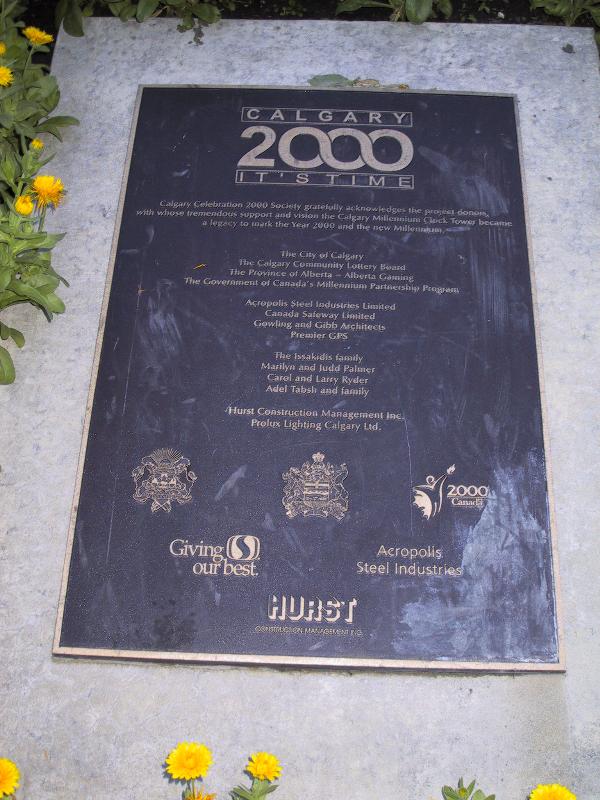 CALGARY
2000
IT'S TIME
Calgary Celebration 2000 Society gratefully acknowledges the project donors,
with whose tremendous support and vision the Calgary Millennium Clock Tower became
a legacy to mark the Year 2000 and the new Millennium.
The City of Calgary
The Calgary Community Lottery Board
The Province of Alberta – Alberta Gaming
The Government of Canada's Millennium Partnership Program
Acropolis Steel Industries Limited
Canada Safeway Limited
Gowling and Gibb Architects
Premier GPS
The Issakidis family
Marilyn and Judd Palmer
Carol and Larry Ryder
Adel Tabsh and family
Hurst Construction Management Inc.
Prolux Lighting Calgary Ltd.
2000
Canada
Giving
our best.
Acropolis
Steel Industries
HURST
CONSTRUCTION MANAGEMENT INC.